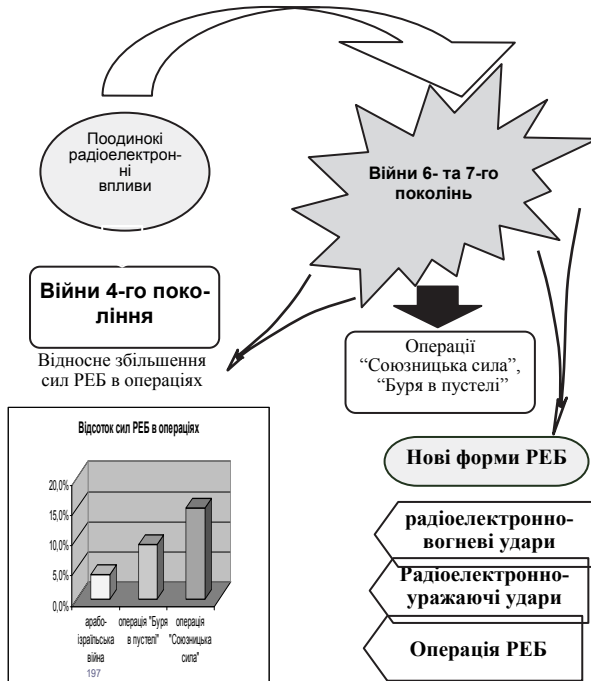 Поодинокі
радіоелектрон-
ні
впливи
Війни 6- та 7-го
поколінь
Війни 4-го поко-
ління
Відносне збільшення
сил РЕБ в операціях
Операції
“Союзницька сила”,
“Буря в пустелі”
Відсоток сил РЕБ в операціях
20,0%
15,0%
10,0%
5,0%
0,0%
арабо-
ізраїльська
війна
197
операція "Буря
в пустелі"
операція
"Союзницька
сила"
Нові форми РЕБ
радіоелектронно-
вогневі удари
Радіоелектронно-
уражаючі удари
Операція РЕБ